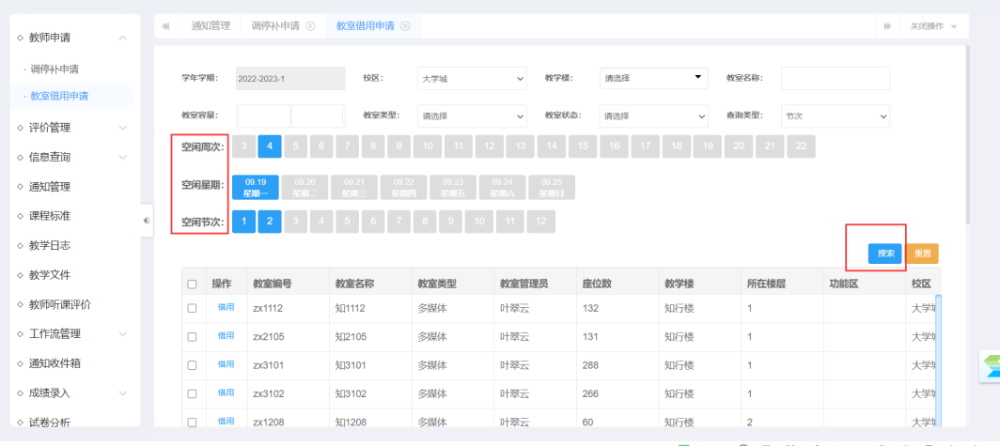 教师申请
调停补申请
教室借用申请
评价管理
信息查询
通知管理
课程标准
教学日志
教学文件
教师听课评价
工作流管理
通知收件箱
成绩录入
试卷分析
通知管理 调停补申请 教室借用申请 关闭操作
学年学期: 2022-2023-1 校区: 大学城 教学楼: 请选择 教室名称:
教室容量: 教室类型: 请选择 教室状态: 请选择 查询类型: 节次
空闲周次: 3 4 5 6 7 8 9 10 11 12 13 14 15 16 17 18 19 20 21 22
空闲星期: 09.19 星期一 09.20 星期二 09.21 星期三 09.22 星期四 09.23 星期五 09.24 星期六 09.25 星期日
空闲节次: 1 2 3 4 5 6 7 8 9 10 11 12
搜索 重置
操作 教室编号 教室名称 教室类型 教室管理员 座位数 教学楼 所在楼层 功能区 校区
借用 zx1112 知1112 多媒体 叶翠云 132 知行楼 1 大学
借用 zx2105 知2105 多媒体 叶翠云 131 知行楼 1 大学
借用 zx3101 知3101 多媒体 叶翠云 288 知行楼 1 大学
借用 zx3102 知3102 多媒体 叶翠云 266 知行楼 1 大学
借用 zx1208 知1208 多媒体 叶翠云 60 知行楼 2 大学